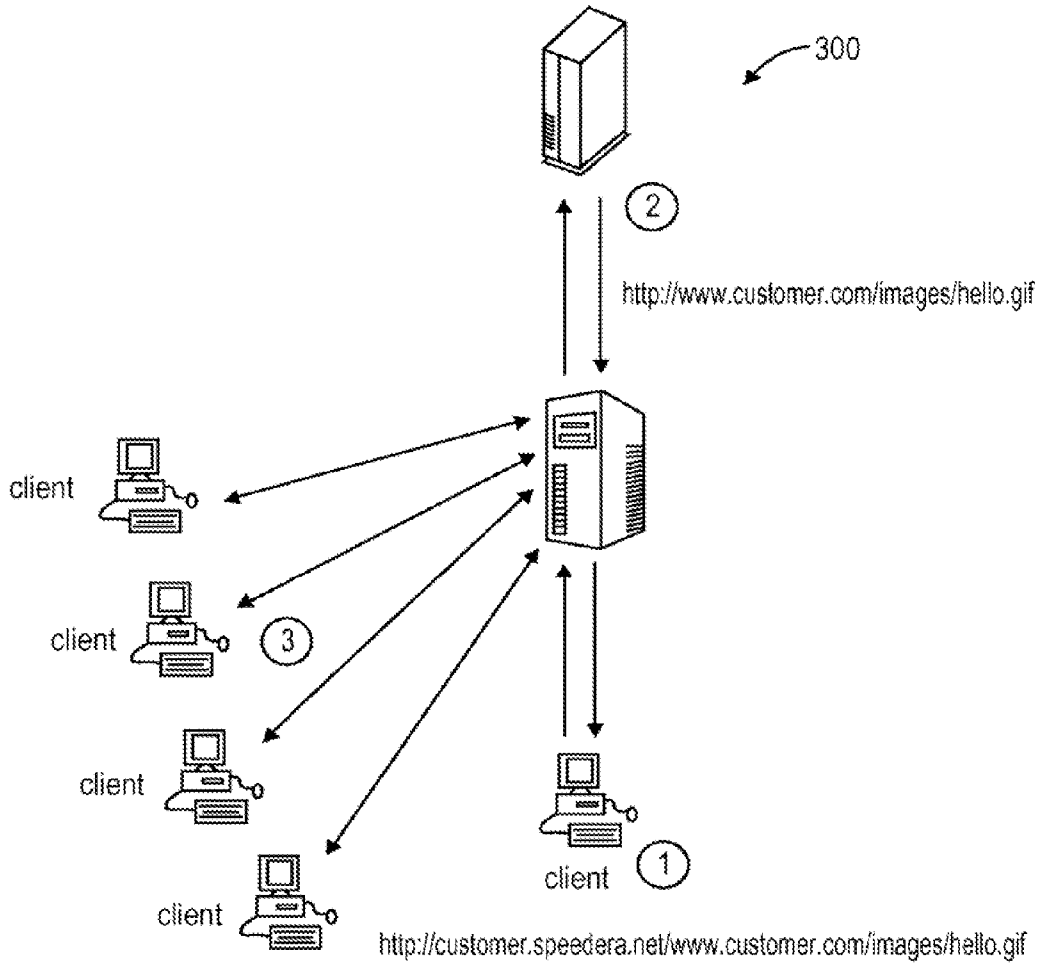 300
2
http://www.customer.com/images/hello.gif
client
client
3
client
client
client
1
http://customer.speedera.net/www.customer.com/images/hello.gif